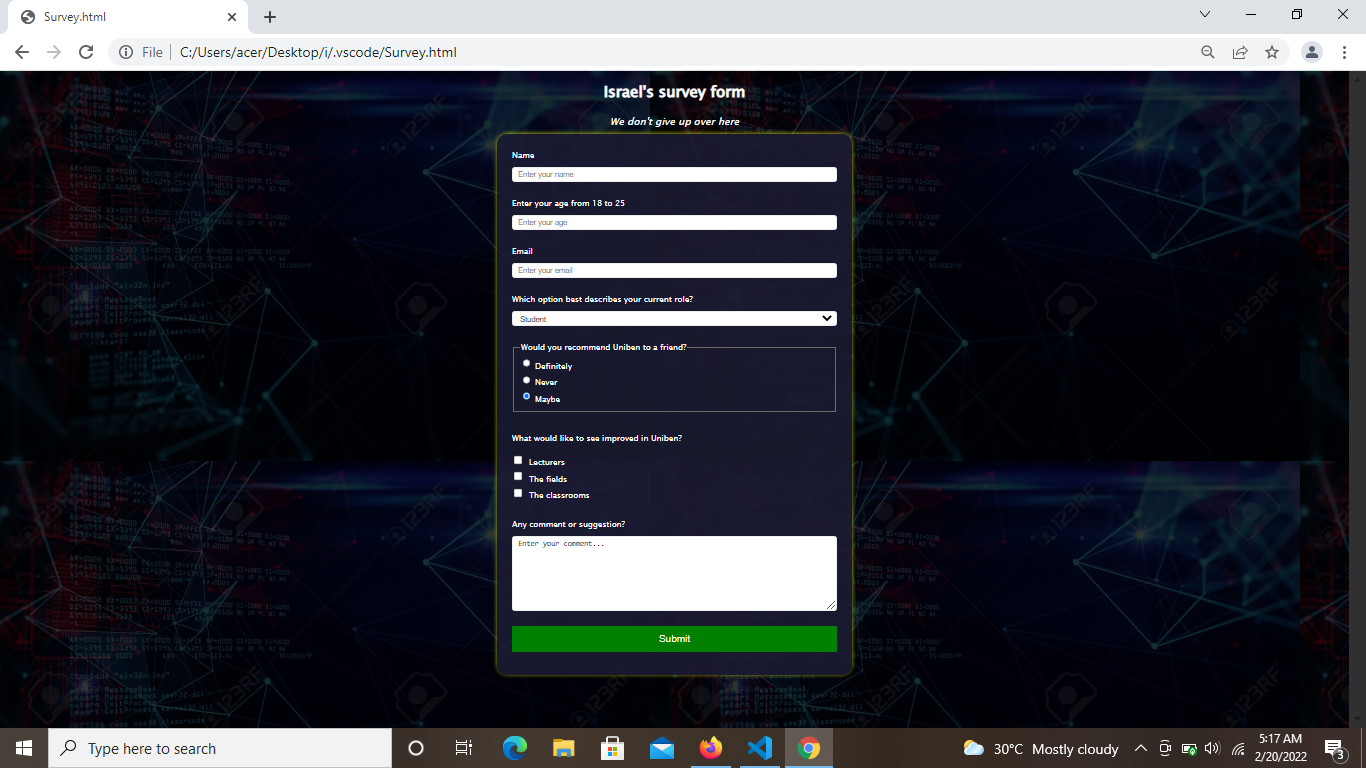 Survey.html
File
C:/Users/acer/Desktop/i/.vscode/Survey.html
Israel's survey form
We don't give up over here
Name
Enter your name
Enter your age from 18 to 25
Enter your age
Email
Enter your email
Which option best describes your current role?
Student
Would you recommend Uniben to a friend?
Definitely
Never
Maybe
What would like to see improved in Uniben?
Lecturers
The fields
The classrooms
Any comment or suggestion?
Enter your comment...
Submit
123RF
Type here to search
30°C Mostly cloudy
5:17 AM
2/20/2022
3